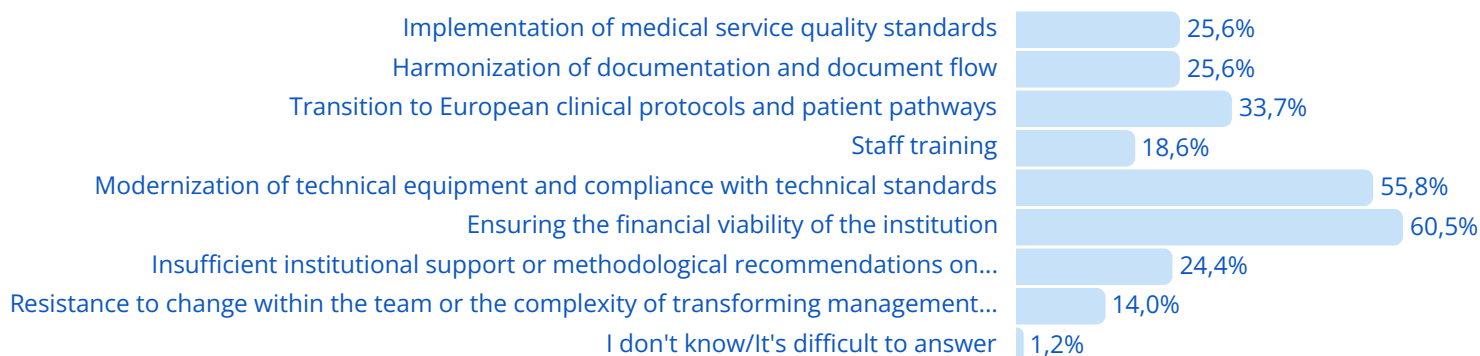 Implementation of medical service quality standards 25,6%
Harmonization of documentation and document flow 25,6%
Transition to European clinical protocols and patient pathways 33,7%
Staff training 18,6%
Modernization of technical equipment and compliance with technical standards 55,8%
Ensuring the financial viability of the institution 60,5%
Insufficient institutional support or methodological recommendations on... 24,4%
Resistance to change within the team or the complexity of transforming management... 14,0%
I don't know/It's difficult to answer 1,2%